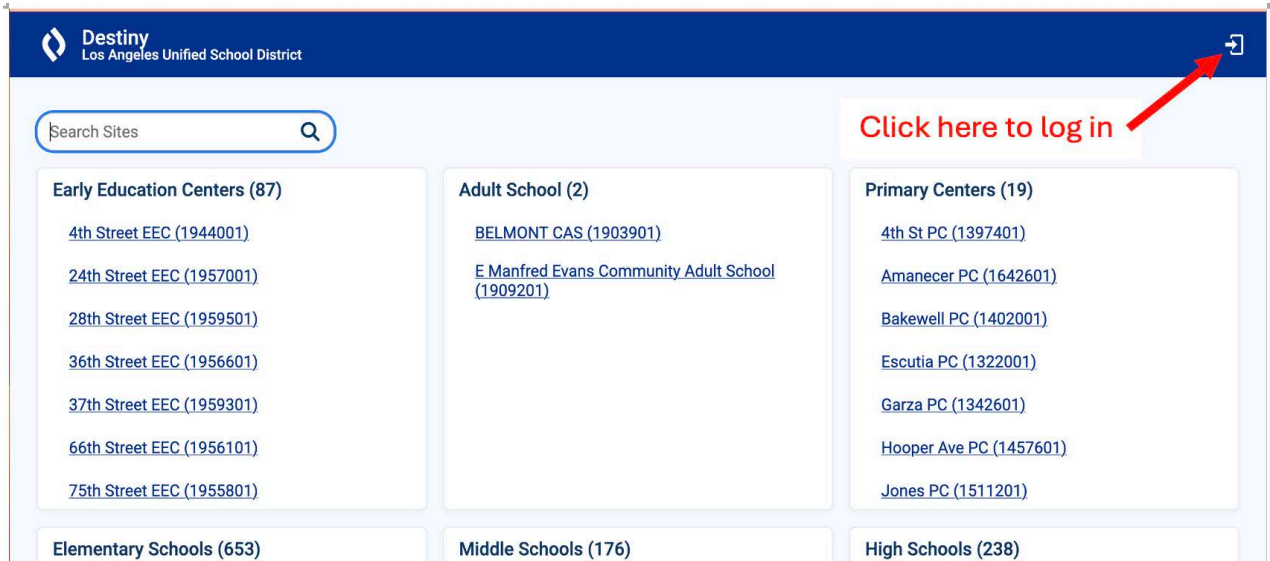 Destiny
Los Angeles Unified School District
Search Sites
Click here to log in
Early Education Centers (87)
4th Street EEC (1944001)
24th Street EEC (1957001)
28th Street EEC (1959501)
36th Street EEC (1956601)
37th Street EEC (1959301)
66th Street EEC (1956101)
75th Street EEC (1955801)
Adult School (2)
BELMONT CAS (1903901)
E Manfred Evans Community Adult School
(1909201)
Primary Centers (19)
4th St PC (1397401)
Amanecer PC (1642601)
Bakewell PC (1402001)
Escutia PC (1322001)
Garza PC (1342601)
Hooper Ave PC (1457601)
Jones PC (1511201)
Elementary Schools (653)
Middle Schools (176)
High Schools (238)